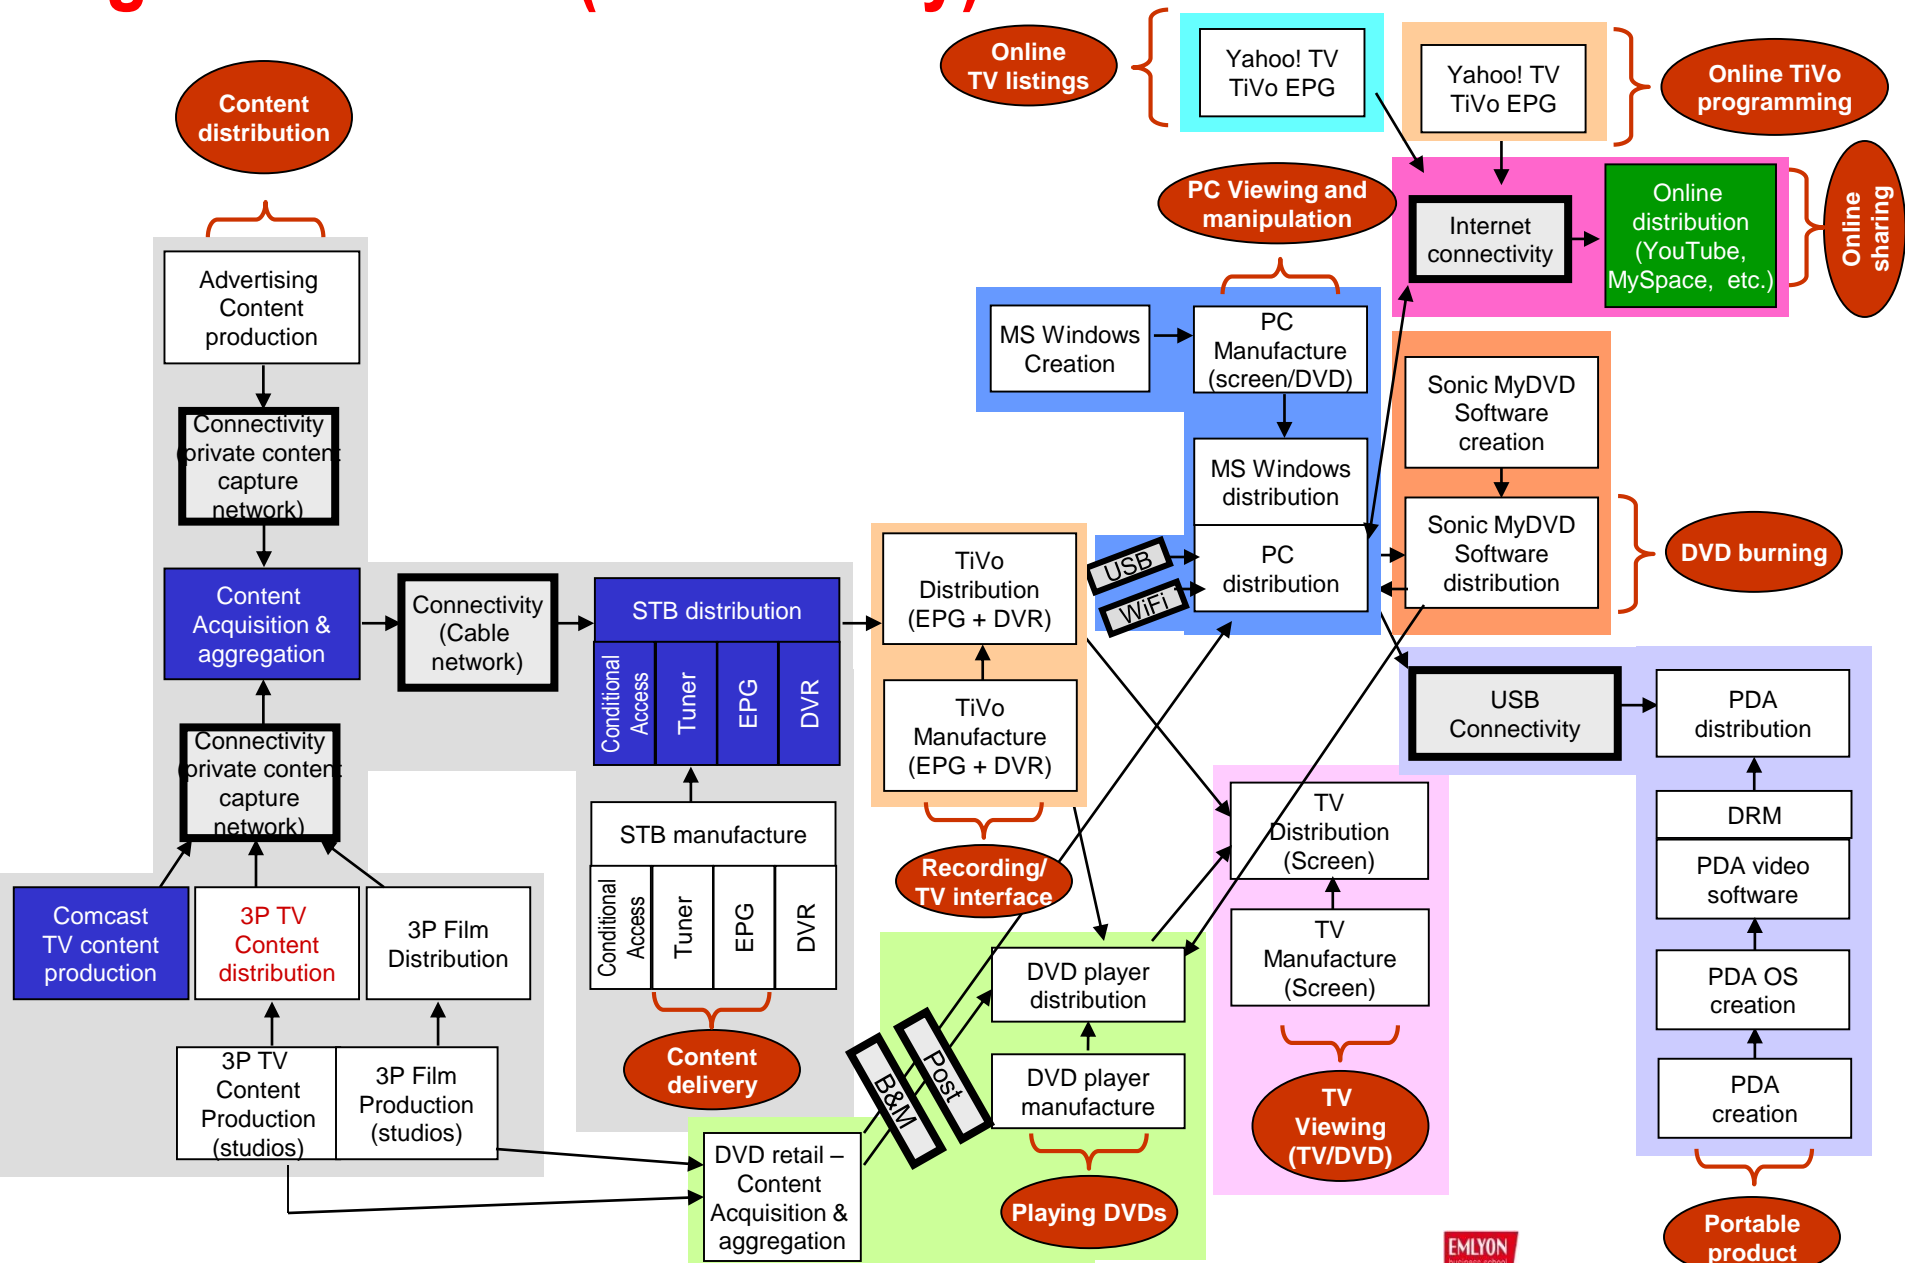 Online
TV listings
Yahoo! TV
TiVo EPG
Yahoo! TV
TiVo EPG
Online TiVo
programming
Content
distribution
PC Viewing and
manipulation
Internet
connectivity
Online
distribution
(YouTube,
MySpace, etc.)
Online
sharing
Advertising
Content
production
MS Windows
Creation
PC
Manufacture
(screen/DVD)
Sonic MyDVD
Software
creation
Connectivity
(private content
capture
network)
MS Windows
distribution
PC
distribution
Sonic MyDVD
Software
distribution
DVD burning
USB
WiFi
Content
Acquisition &
aggregation
Connectivity
(Cable
network)
STB distribution
Conditional
Access
Tuner
EPG
DVR
TiVo
Distribution
(EPG + DVR)
TiVo
Manufacture
(EPG + DVR)
USB
Connectivity
PDA
distribution
Connectivity
(private content
capture
network)
STB manufacture
Conditional
Access
Tuner
EPG
DVR
Recording/
TV interface
TV
Distribution
(Screen)
DRM
PDA video
software
Comcast
TV content
production
3P TV
Content
distribution
3P Film
Distribution
TV
Manufacture
(Screen)
DVD player
distribution
PDA OS
creation
3P TV
Content
Production
(studios)
3P Film
Production
(studios)
Content
delivery
B&M
Post
DVD player
manufacture
TV
Viewing
(TV/DVD)
PDA
creation
DVD retail –
Content
Acquisition &
aggregation
Playing DVDs
Portable
product
EMLYON